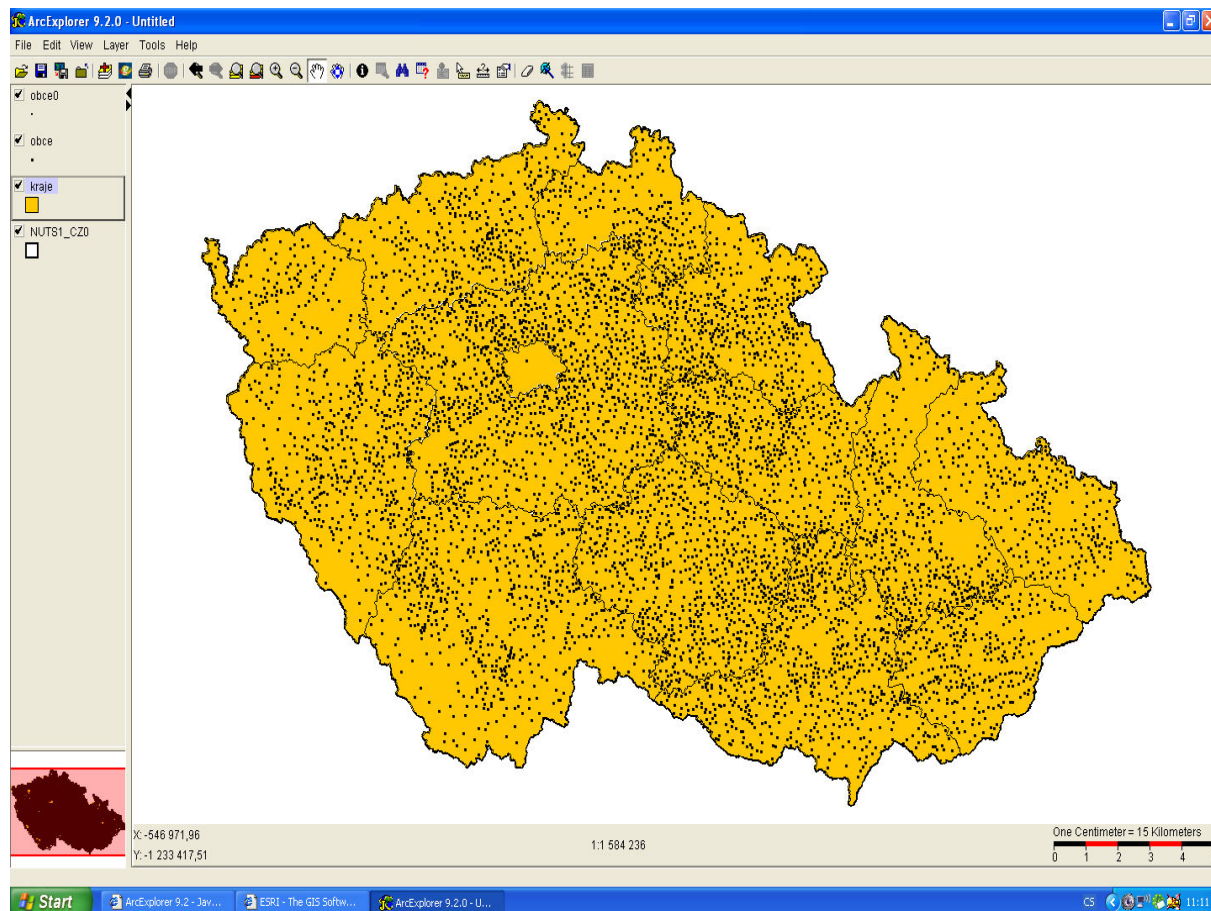 ArcExplorer 9.2.0 - Untitled
File Edit View Layer Tools Help
obce0
obce
kraje
NUTS1_CZ0
X: -546 971,96
Y: -1 233 417,51
1:1 584 236
One Centimeter = 15 Kilometers
0 1 2 3 4
Start
ArcExplorer 9.2 - Jav...
ESRI - The GIS Softw...
ArcExplorer 9.2.0 - U...
CS
11:11